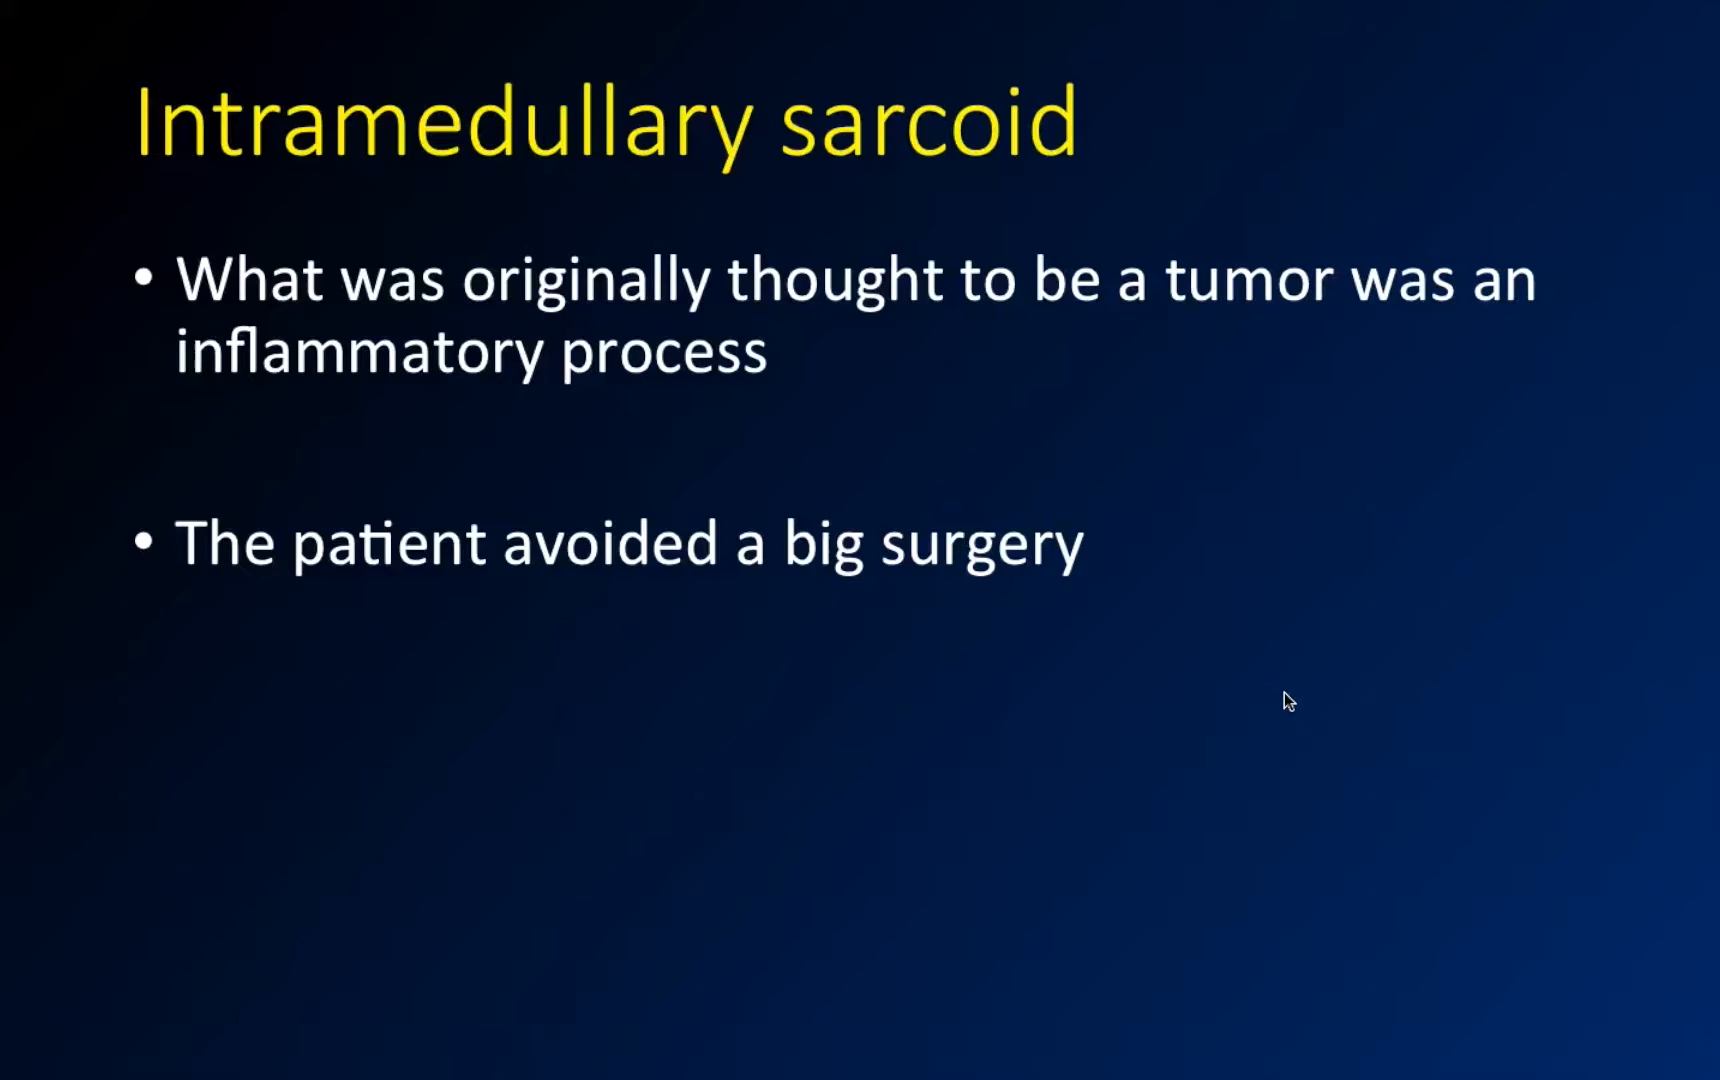 Intramedullary sarcoid
• What was originally thought to be a tumor was an
inflammatory process
• The patient avoided a big surgery